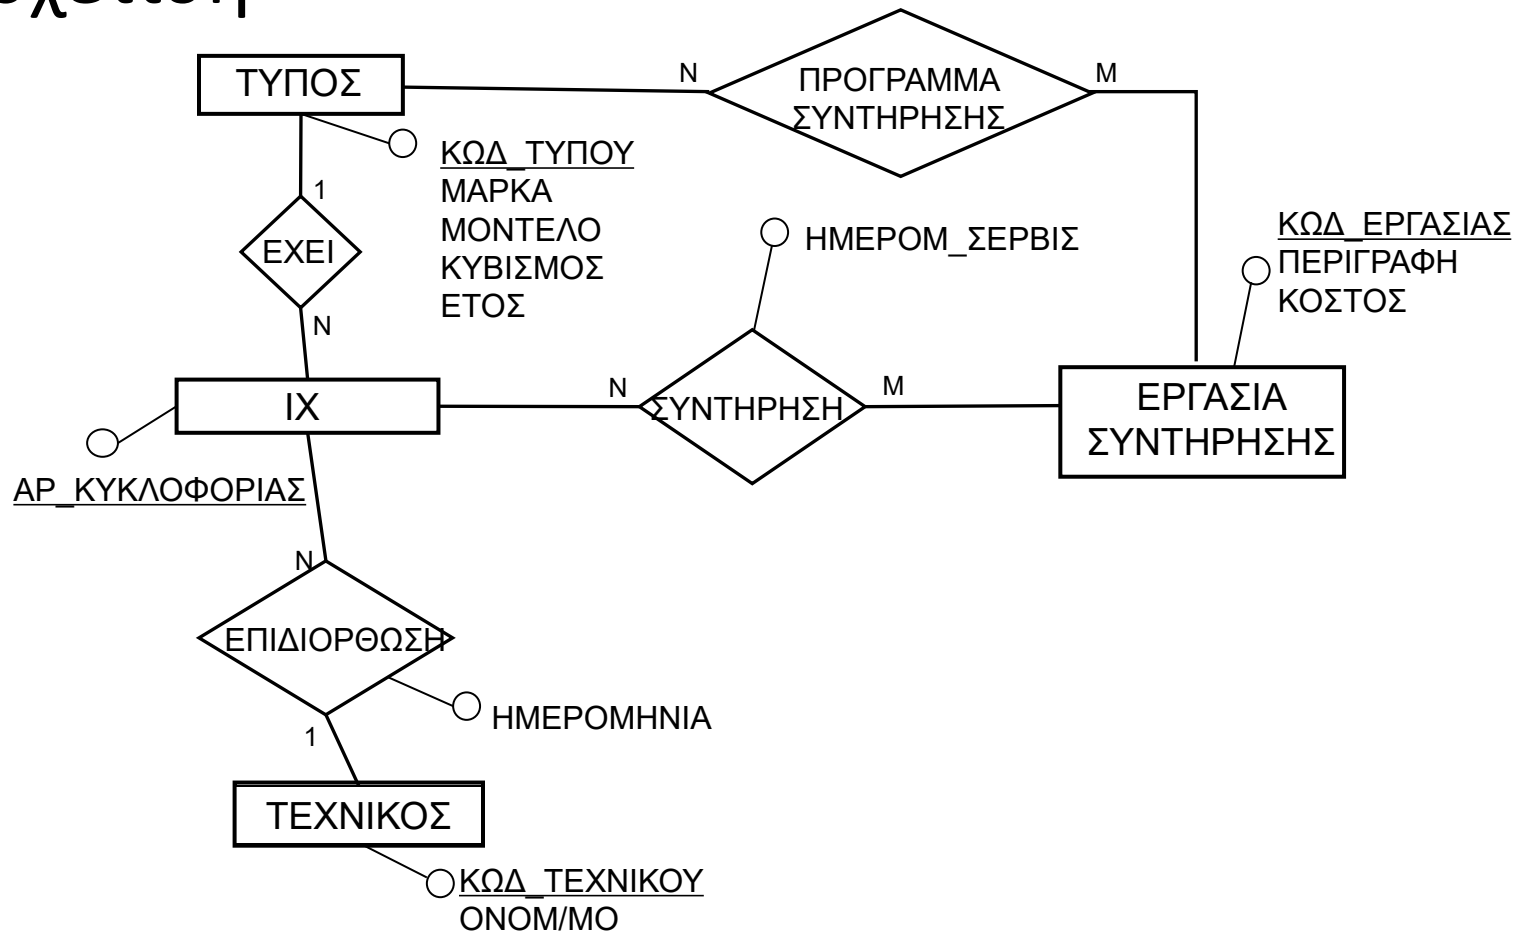 ΤΥΠΟΣ
N
ΠΡΟΓΡΑΜΜΑ
ΣΥΝΤΗΡΗΣΗΣ
M
ΚΩΔ_ΤΥΠΟΥ
ΜΑΡΚΑ
ΜΟΝΤΕΛΟ
ΚΥΒΙΣΜΟΣ
ΕΤΟΣ
1
ΕΧΕΙ
N
ΗΜΕΡΟΜ_ΣΕΡΒΙΣ
ΚΩΔ_ΕΡΓΑΣΙΑΣ
ΠΕΡΙΓΡΑΦΗ
ΚΟΣΤΟΣ
ΙΧ
N
ΣΥΝΤΗΡΗΣΗ
M
ΕΡΓΑΣΙΑ
ΣΥΝΤΗΡΗΣΗΣ
ΑΡ_ΚΥΚΛΟΦΟΡΙΑΣ
N
ΕΠΙΔΙΟΡΘΩΣΗ
ΗΜΕΡΟΜΗΝΙΑ
1
ΤΕΧΝΙΚΟΣ
ΚΩΔ_ΤΕΧΝΙΚΟΥ
ΟΝΟΜ/ΜΟ